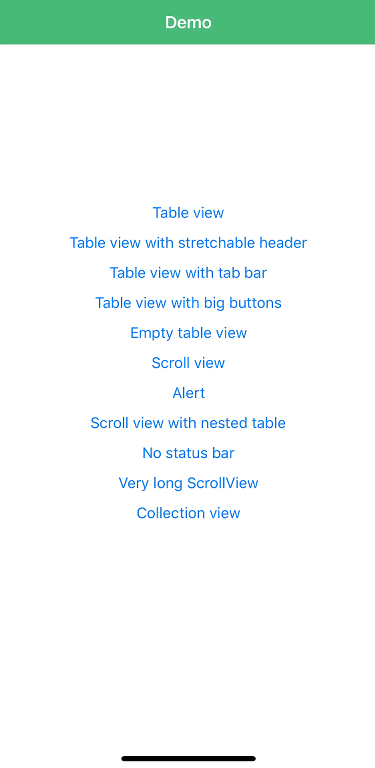 Demo
Table view
Table view with stretchable header
Table view with tab bar
Table view with big buttons
Empty table view
Scroll view
Alert
Scroll view with nested table
No status bar
Very long ScrollView
Collection view